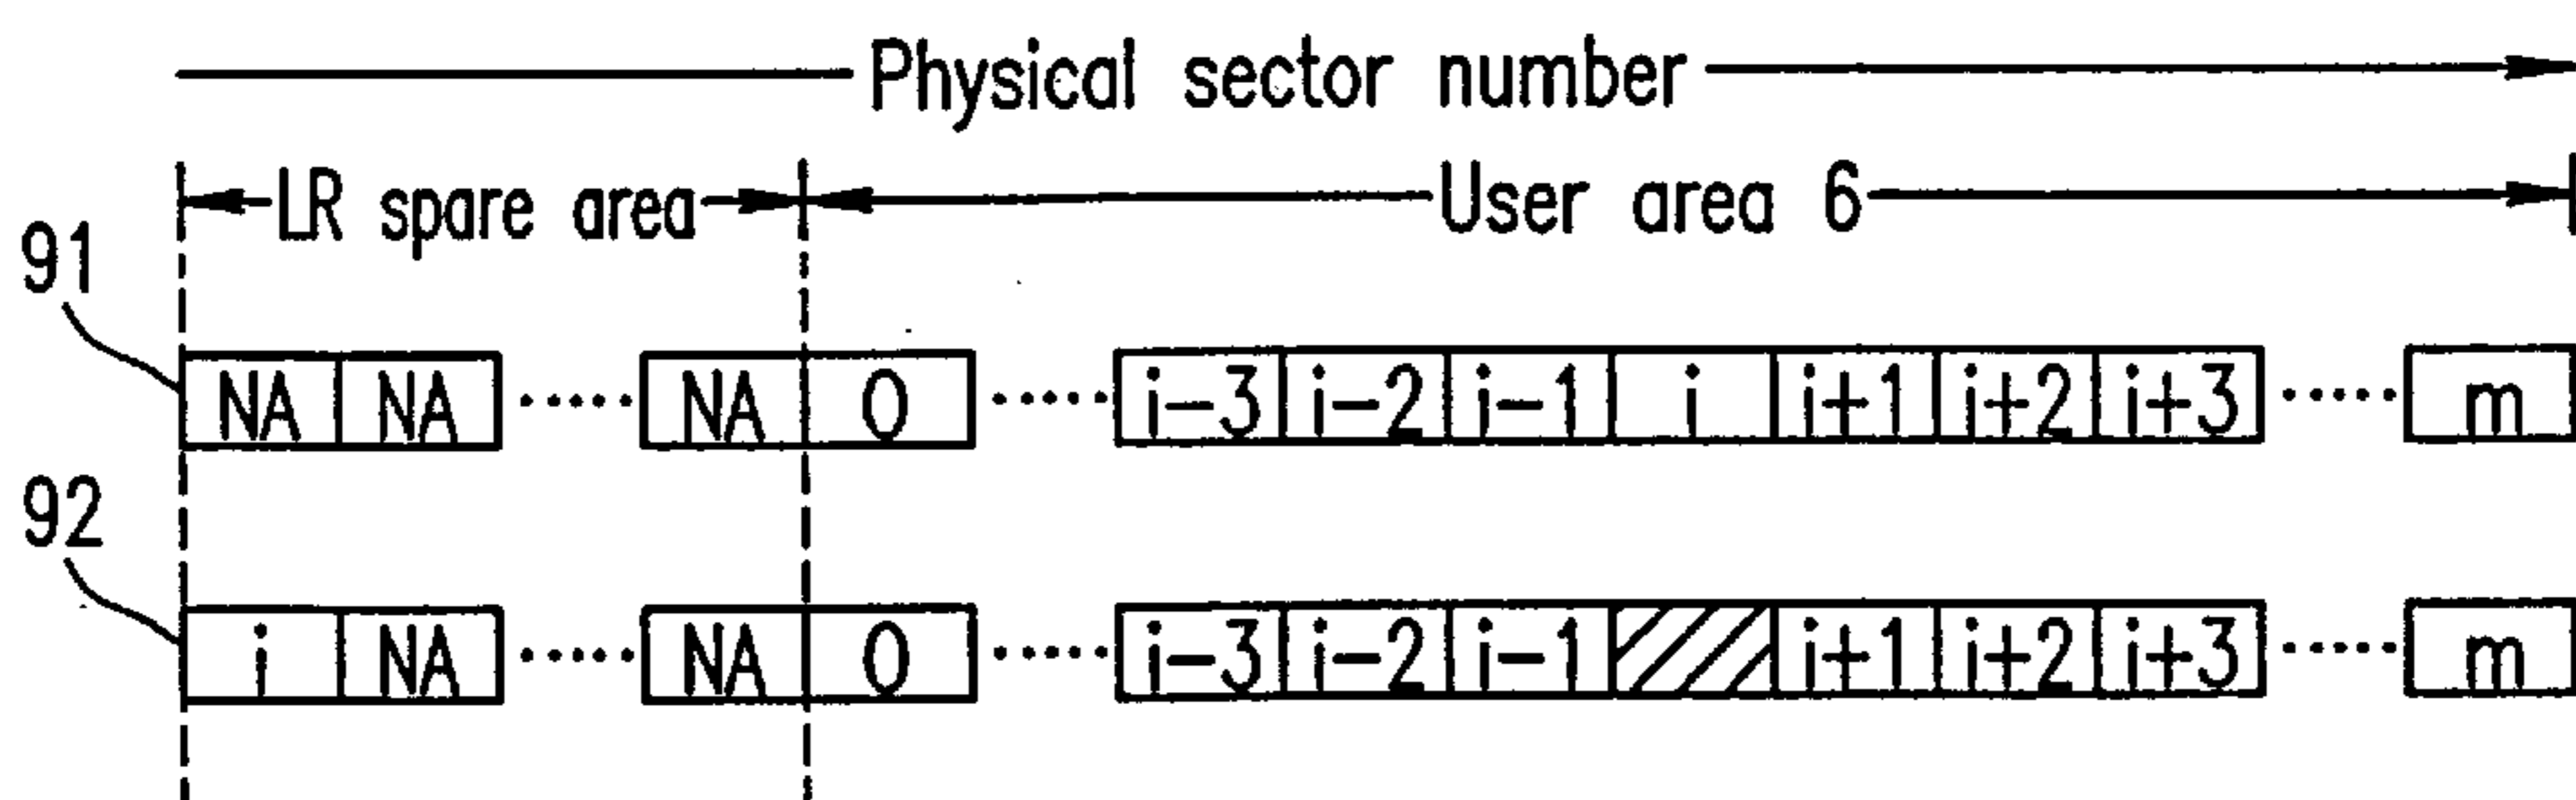 Physical sector number
LR spare area User area 6
91
NA NA ..... NA 0 ..... i-3 i-2 i-1 i i+1 i+2 i+3 ..... m
92
i NA ..... NA 0 ..... i-3 i-2 i-1 i+1 i+2 i+3 ..... m